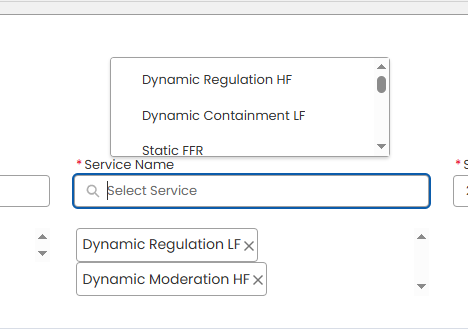 Dynamic Regulation HF
Dynamic Containment LF
Static FFR
* Service Name
Select Service
Dynamic Regulation LF ×
Dynamic Moderation HF ×